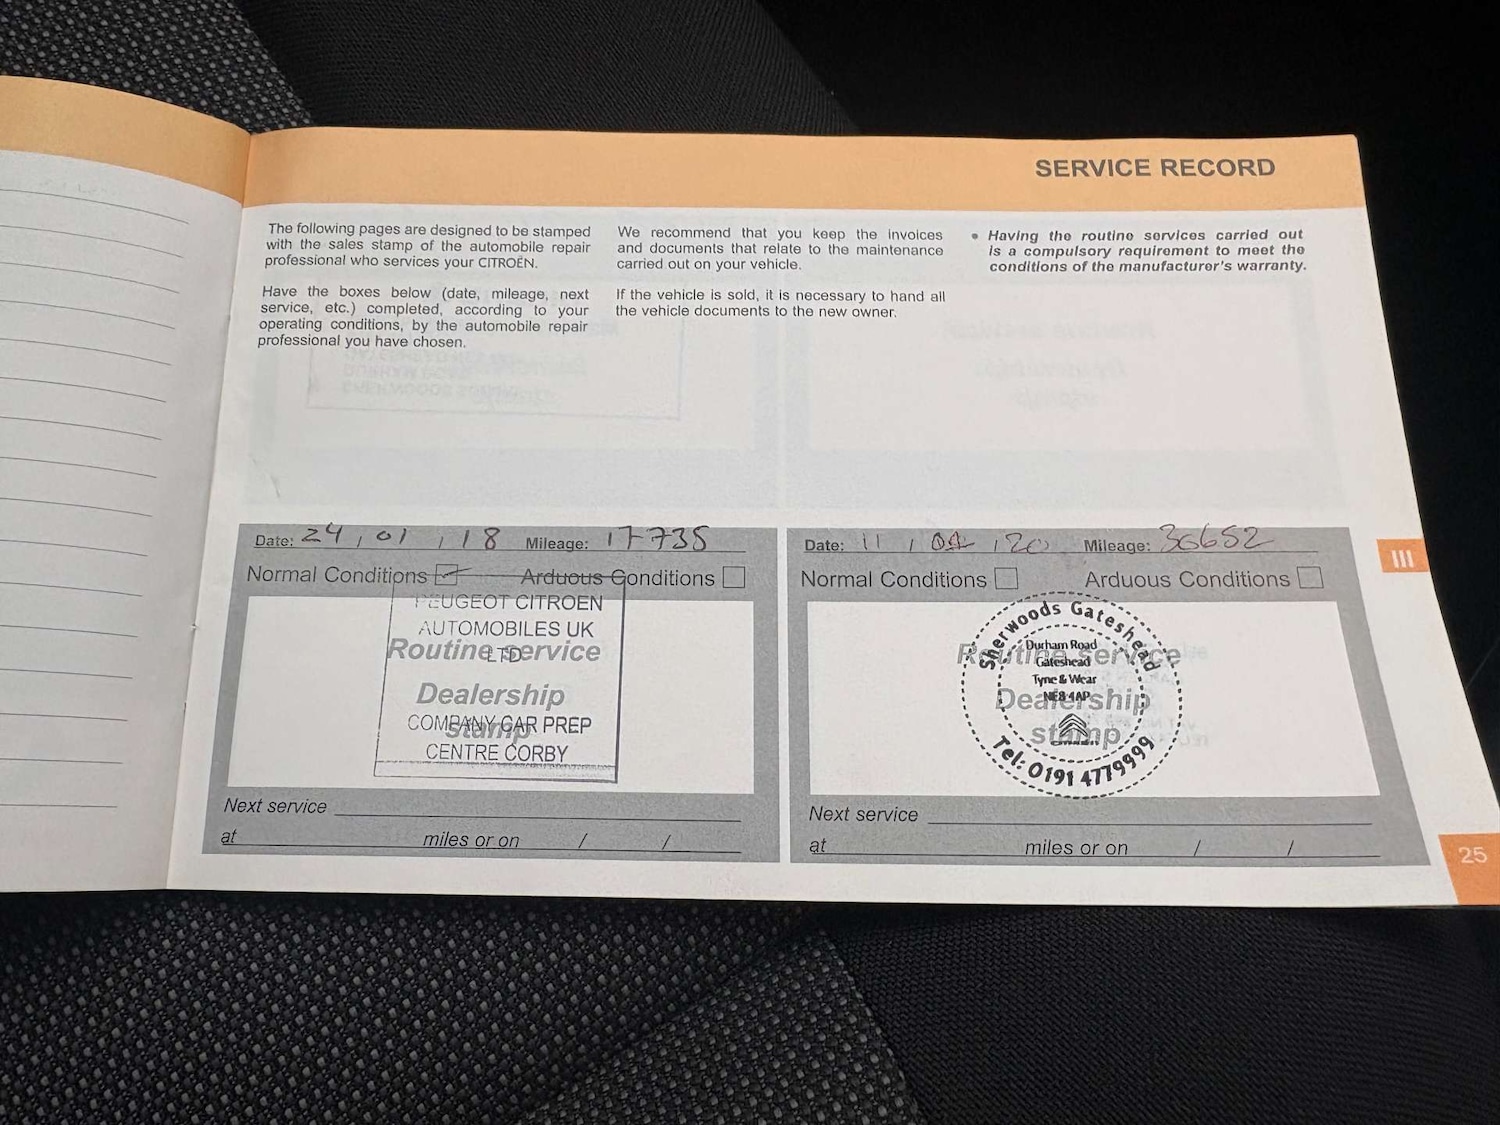 SERVICE RECORD
The following pages are designed to be stamped
with the sales stamp of the automobile repair
professional who services your CITROËN.
Have the boxes below (date, mileage, next
service, etc.) completed, according to your
operating conditions, by the automobile repair
professional you have chosen.
We recommend that you keep the invoices
and documents that relate to the maintenance
carried out on your vehicle.
If the vehicle is sold, it is necessary to hand all
the vehicle documents to the new owner.
• Having the routine services carried out
is a compulsory requirement to meet the
conditions of the manufacturer's warranty.
Date: 24 / 01 / 18 Mileage: 17735
Normal Conditions Arduous Conditions
PEUGEOT CITROEN
AUTOMOBILES UK
LTD
Routine service
Dealership
stamp
COMPANY CAR PREP
CENTRE CORBY
Next service
at miles or on / /
Date: 11 / / 20 Mileage: 36652
Normal Conditions Arduous Conditions
Sherwoods Gateshead
Durham Road
Gateshead
Tyne & Wear
NE8 4AP
Tel: 0191 4779999
Routine service
Dealership
stamp
Next service
at miles or on / /
III
25